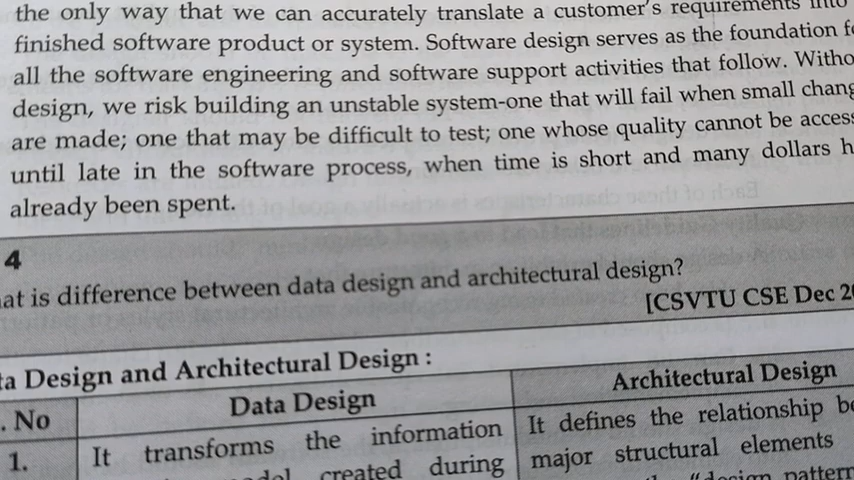 the only way that we can accurately translate a customer's requirements into
finished software product or system. Software design serves as the foundation
all the software engineering and software support activities that follow.
design, we risk building an unstable system-one that will fail when small
are made; one that may be difficult to test; one whose quality cannot be
until late in the software process, when time is short and many dollars
already been spent.
4
at is difference between data design and architectural design?
[CSVTU CSE Dec
ta Design and Architectural Design :
. No Data Design Architectural Design
1. It transforms the information It defines the relationship
created during major structural elements
"design pattern